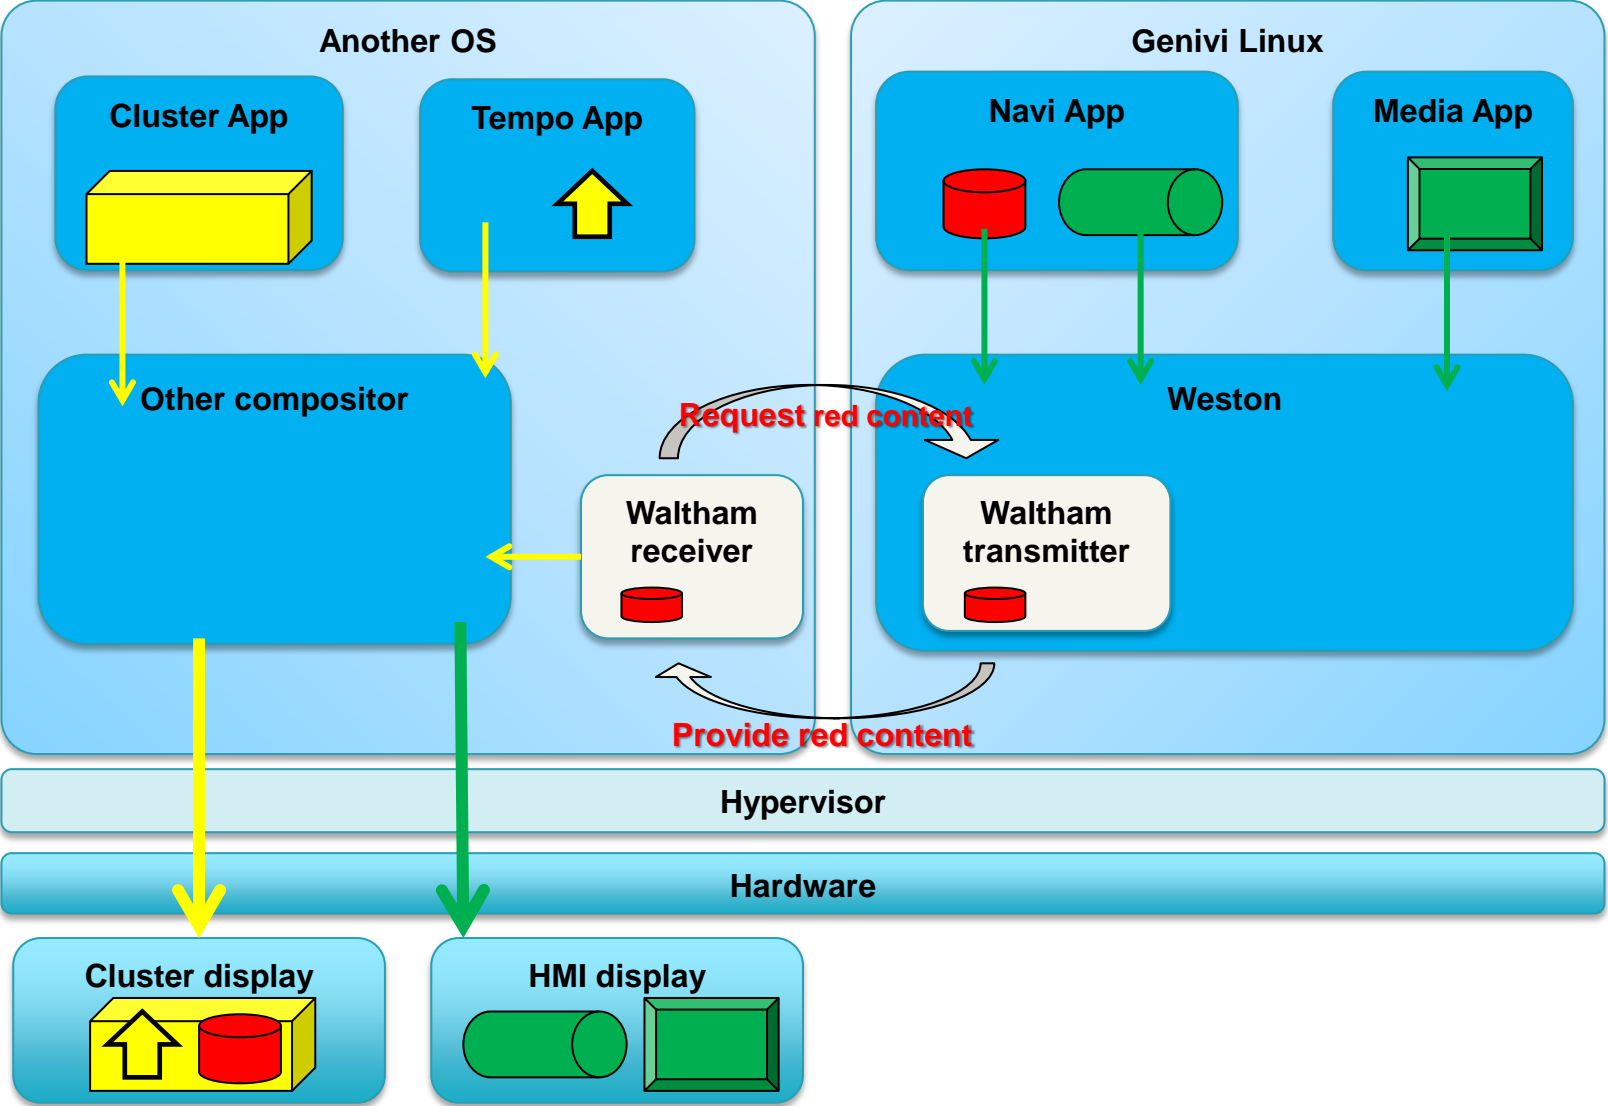 Another OS
Genivi Linux
Cluster App
Tempo App
Navi App
Media App
Other compositor
Request red content
Weston
Waltham
receiver
Waltham
transmitter
Provide red content
Hypervisor
Hardware
Cluster display
HMI display